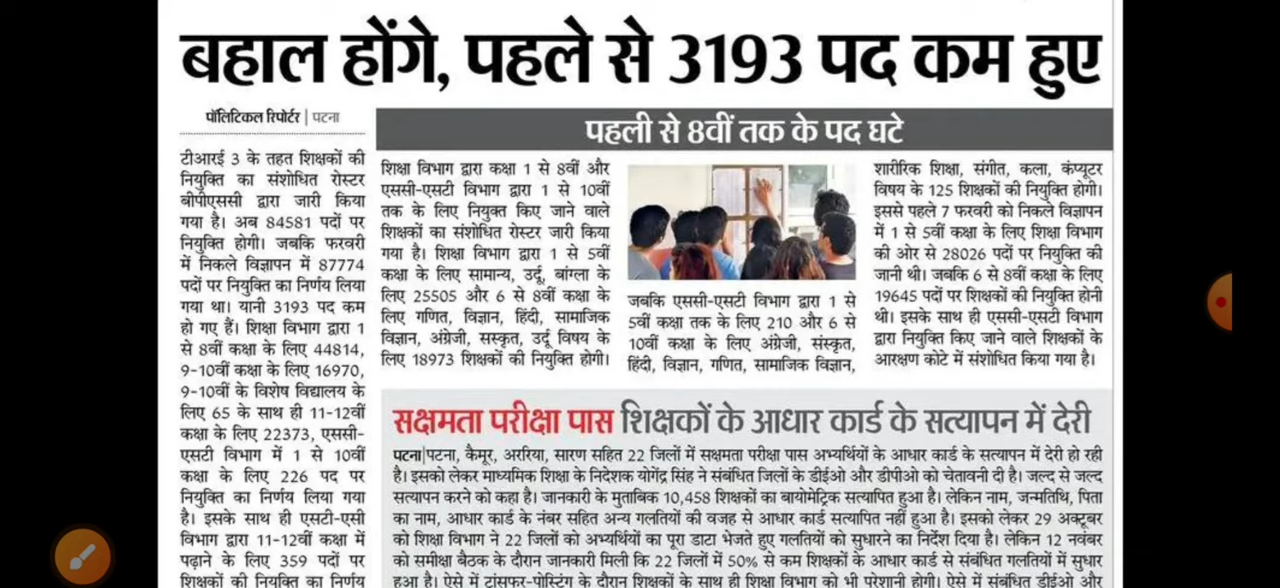 बहाल होंगे, पहले से 3193 पद कम हुए
पॉलिटिकल रिपोर्टर | पटना
टीआरई 3 के तहत शिक्षकों की
नियुक्ति का संशोधित रोस्टर
बीपीएससी द्वारा जारी किया
गया है। अब 84581 पदों पर
नियुक्ति होगी। जबकि फरवरी
में निकले विज्ञापन में 87774
पदों पर नियुक्ति का निर्णय लिया
गया था। यानी 3193 पद कम
हो गए हैं। शिक्षा विभाग द्वारा 1
से 8वीं कक्षा के लिए 44814,
9-10वीं कक्षा के लिए 16970,
9-10वीं के विशेष विद्यालय के
लिए 65 के साथ ही 11-12वीं
कक्षा के लिए 22373, एससी-
एसटी विभाग में 1 से 10वीं
कक्षा के लिए 226 पद पर
नियुक्ति का निर्णय लिया गया
है। इसके साथ ही एसटी-एसी
विभाग द्वारा 11-12वीं कक्षा में
पढ़ाने के लिए 359 पदों पर
शिक्षकों की नियुक्ति का निर्णय
पहली से 8वीं तक के पद घटे
शिक्षा विभाग द्वारा कक्षा 1 से 8वीं और
एससी-एसटी विभाग द्वारा 1 से 10वीं
तक के लिए नियुक्त किए जाने वाले
शिक्षकों का संशोधित रोस्टर जारी किया
गया है। शिक्षा विभाग द्वारा 1 से 5वीं
कक्षा के लिए सामान्य, उर्दू, बांग्ला के
लिए 25505 और 6 से 8वीं कक्षा के
लिए गणित, विज्ञान, हिंदी, सामाजिक
विज्ञान, अंग्रेजी, सस्कृत, उर्दू विषय के
लिए 18973 शिक्षकों की नियुक्ति होगी।
जबकि एससी-एसटी विभाग द्वारा 1 से
5वीं कक्षा तक के लिए 210 और 6 से
10वीं कक्षा के लिए अंग्रेजी, संस्कृत,
हिंदी, विज्ञान, गणित, सामाजिक विज्ञान,
शारीरिक शिक्षा, संगीत, कला, कंप्यूटर
विषय के 125 शिक्षकों की नियुक्ति होगी।
इससे पहले 7 फरवरी को निकले विज्ञापन
में 1 से 5वीं कक्षा के लिए शिक्षा विभाग
की ओर से 28026 पदों पर नियुक्ति की
जानी थी। जबकि 6 से 8वीं कक्षा के लिए
19645 पदों पर शिक्षकों की नियुक्ति होनी
थी। इसके साथ ही एससी-एसटी विभाग
द्वारा नियुक्ति किए जाने वाले शिक्षकों के
आरक्षण कोटे में संशोधित किया गया है।
सक्षमता परीक्षा पास शिक्षकों के आधार कार्ड के सत्यापन में देरी
पटना|पटना, कैमूर, अररिया, सारण सहित 22 जिलों में सक्षमता परीक्षा पास अभ्यर्थियों के आधार कार्ड के सत्यापन में देरी हो रही
है। इसको लेकर माध्यमिक शिक्षा के निदेशक योगेंद्र सिंह ने संबंधित जिलों के डीईओ और डीपीओ को चेतावनी दी है। जल्द से जल्द
सत्यापन करने को कहा है। जानकारी के मुताबिक 10,458 शिक्षकों का बायोमेट्रिक सत्यापित हुआ है। लेकिन नाम, जन्मतिथि, पिता
का नाम, आधार कार्ड के नंबर सहित अन्य गलतियों की वजह से आधार कार्ड सत्यापित नहीं हुआ है। इसको लेकर 29 अक्टूबर
को शिक्षा विभाग ने 22 जिलों को अभ्यर्थियों का पूरा डाटा भेजते हुए गलतियों को सुधारने का निर्देश दिया है। लेकिन 12 नवंबर
को समीक्षा बैठक के दौरान जानकारी मिली कि 22 जिलों में 50% से कम शिक्षकों के आधार कार्ड से संबंधित गलतियों में सुधार
हुआ है। ऐसे में ट्रांसफर-पोस्टिंग के दौरान शिक्षकों के साथ ही शिक्षा विभाग को भी परेशानी होगी। ऐसे में संबंधित डीईओ और